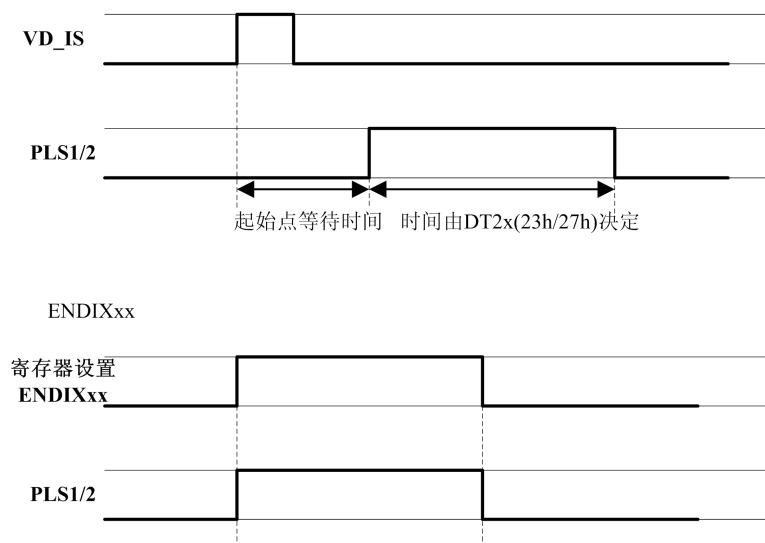 VD_IS
PLS1/2
起始点等待时间 时间由DT2x(23h/27h)决定
ENDIXxx
寄存器设置
ENDIXxx
PLS1/2